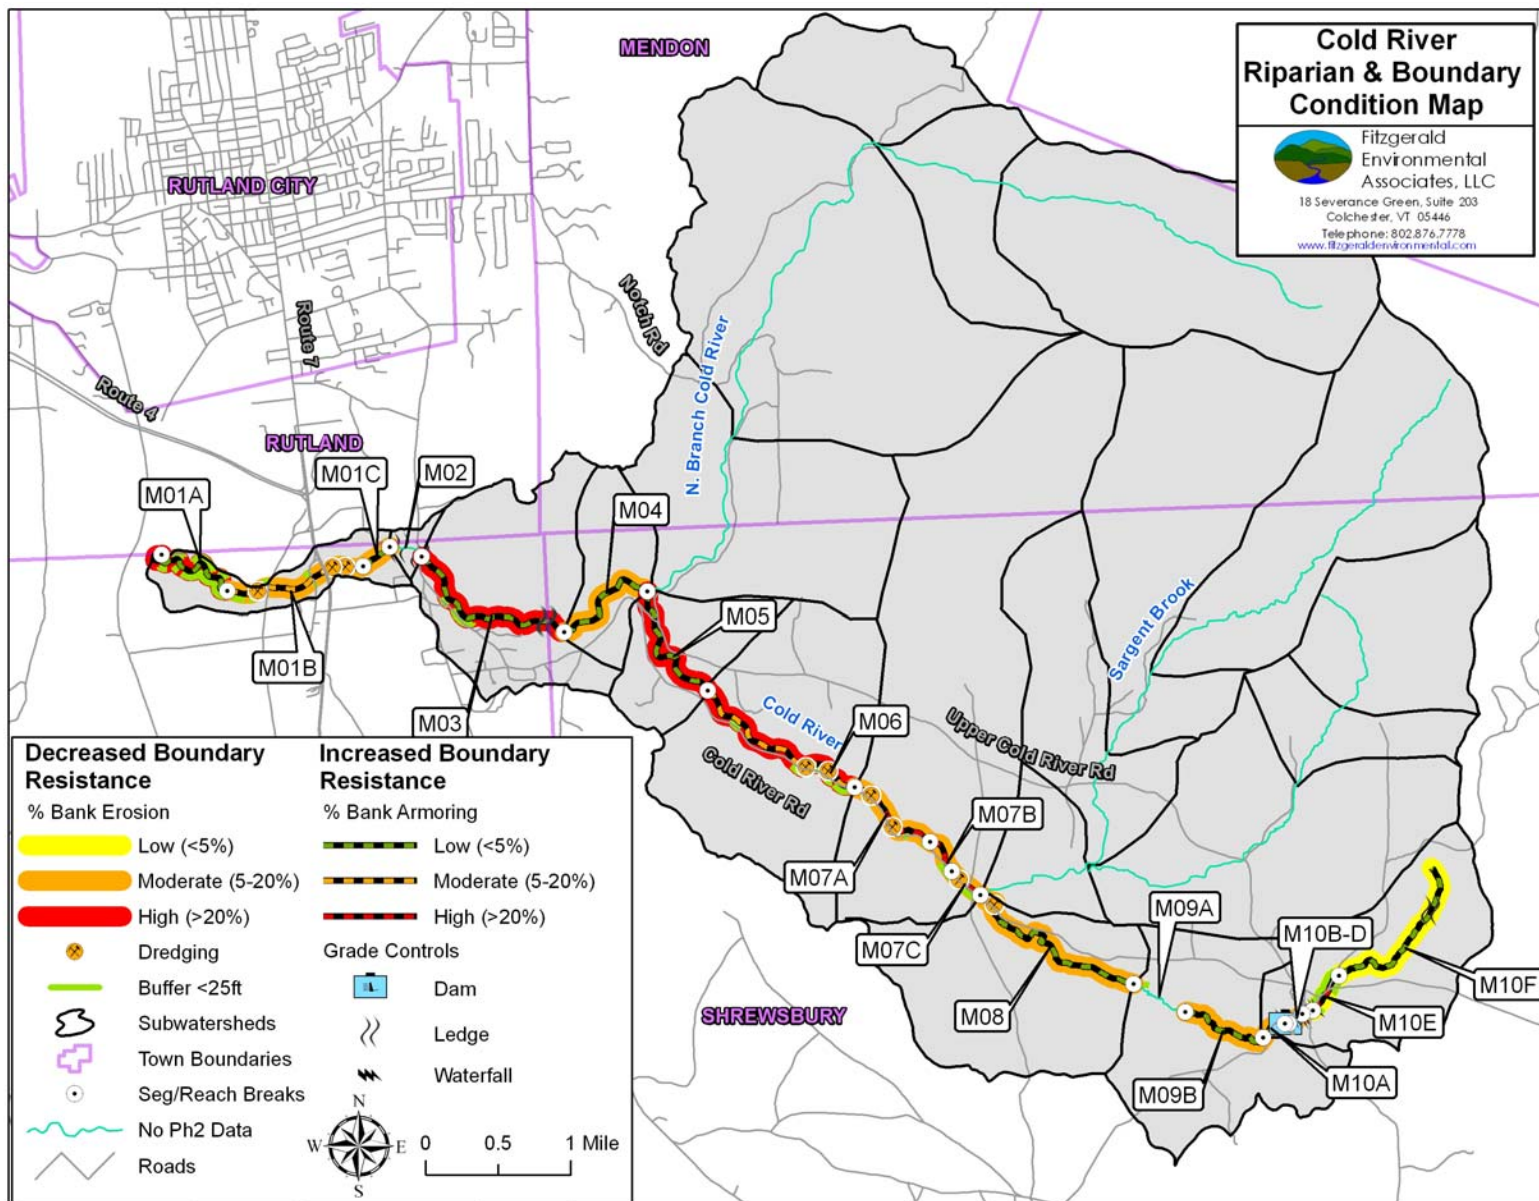 Cold River
Riparian & Boundary
Condition Map
Fitzgerald
Environmental
Associates, LLC
18 Severance Green, Suite 203
Colchester, VT 05446
Telephone: 802.876.7778
www.fitzgeraldenvironmental.com
MENDON
RUTLAND CITY
Notch Rd
Route 7
N. Branch Cold River
Route 4
RUTLAND
M01C
M02
M01A
M04
Sargent Brook
M05
M01B
M03
Cold River
M06
Upper Cold River Rd
Cold River Rd
M07B
M07A
M09A
M10B-D
M07C
M10F
SHREWSBURY
M08
M10E
M10A
M09B
Decreased Boundary
Resistance
% Bank Erosion
Low (<5%)
Moderate (5-20%)
High (>20%)
Dredging
Buffer <25ft
Subwatersheds
Town Boundaries
Seg/Reach Breaks
No Ph2 Data
Roads
Increased Boundary
Resistance
% Bank Armoring
Low (<5%)
Moderate (5-20%)
High (>20%)
Grade Controls
Dam
Ledge
Waterfall
N
W E
S
0 0.5 1 Mile